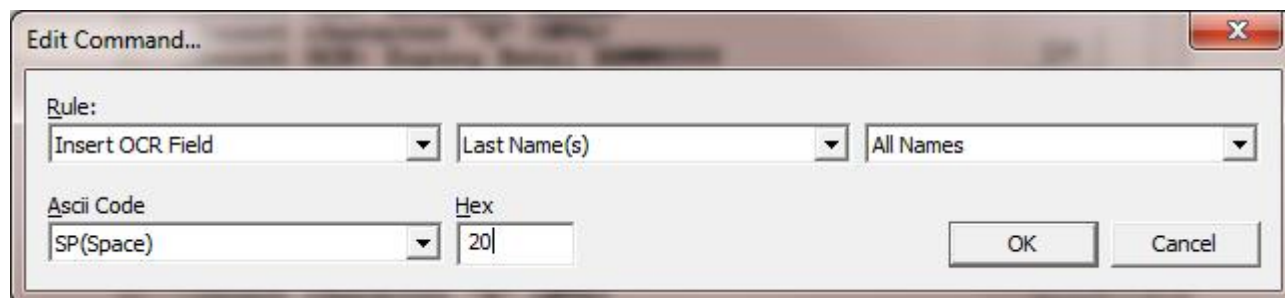 Edit Command...
Rule:
Insert OCR Field Last Name(s) All Names
Ascii Code Hex
SP(Space) 20 OK Cancel